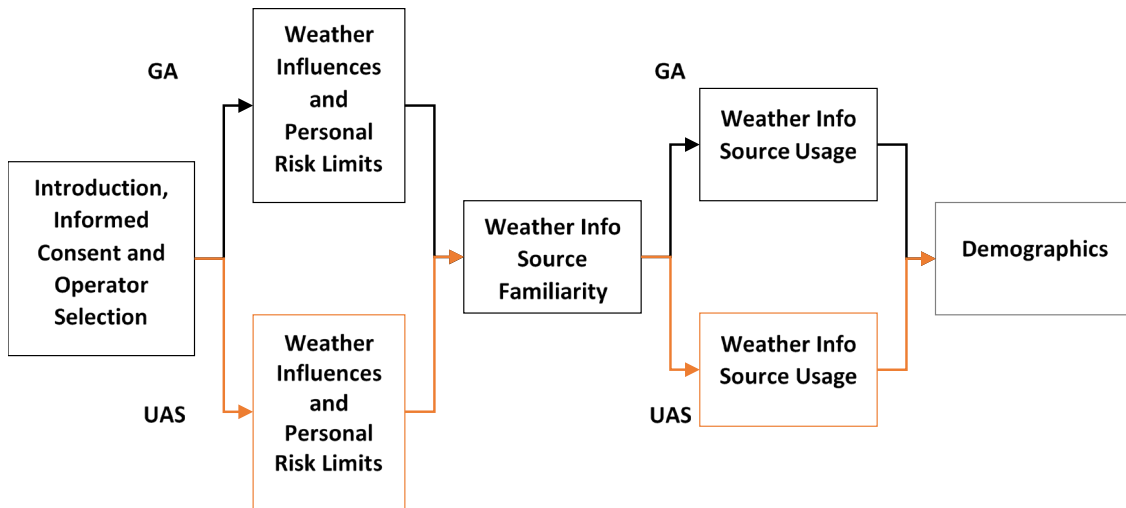 Introduction,
Informed
Consent and
Operator
Selection
GA
Weather
Influences
and
Personal
Risk Limits
UAS
Weather
Influences
and
Personal
Risk Limits
Weather Info
Source
Familiarity
GA
Weather Info
Source Usage
UAS
Weather Info
Source Usage
Demographics